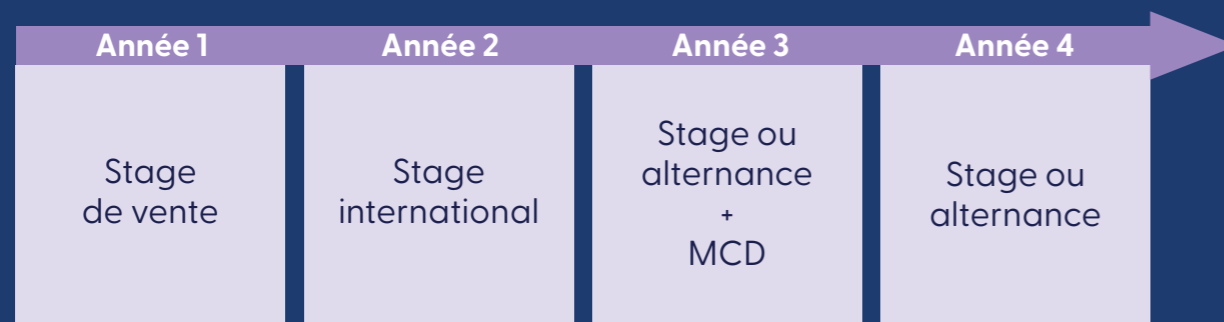 Année 1
Année 2
Année 3
Année 4
Stage
de vente
Stage
international
Stage ou
alternance
+
MCD
Stage ou
alternance